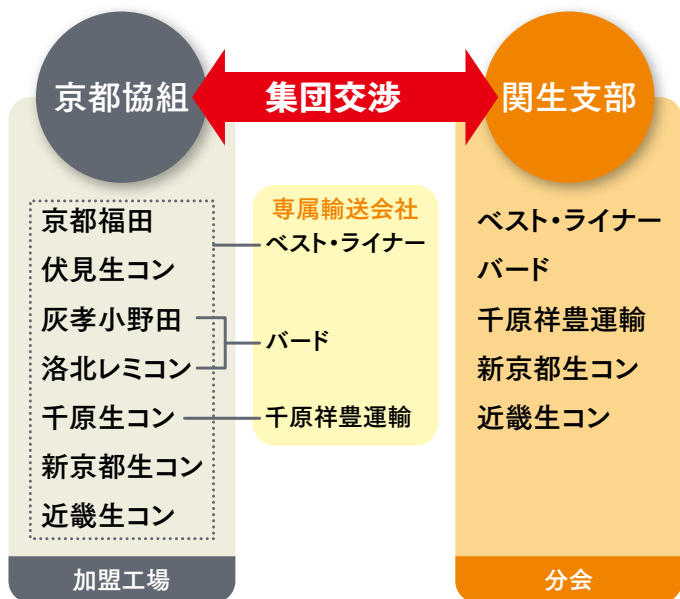 京都協組
集団交渉
関生支部
京都福田
伏見生コン
灰孝小野田
洛北レミコン
千原生コン
新京都生コン
近畿生コン
加盟工場
専属輸送会社
ベスト・ライナー
バード
千原祥豊運輸
ベスト・ライナー
バード
千原祥豊運輸
新京都生コン
近畿生コン
分会